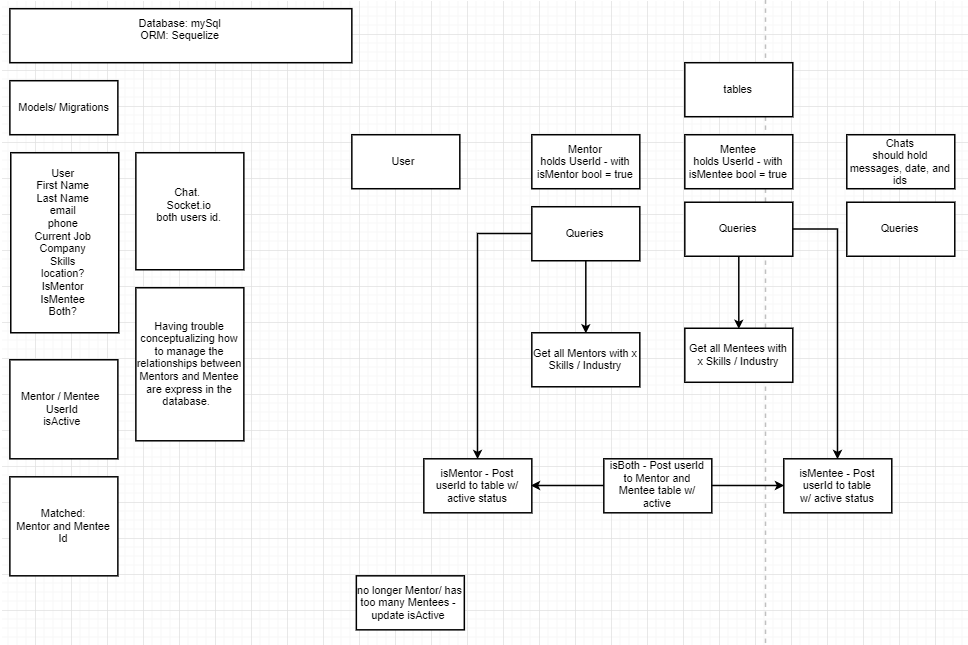 Database: mySql
ORM: Sequelize
Models/ Migrations
User
First Name
Last Name
email
phone
Current Job
Company
Skills
location?
IsMentor
IsMentee
Both?
Chat.
Socket.io
both users id.
Having trouble
conceptualizing how
to manage the
relationships between
Mentors and Mentee
are express in the
database.
Mentor / Mentee
UserId
isActive
Matched:
Mentor and Mentee
Id
tables
User
Mentor
holds UserId - with
isMentor bool = true
Mentee
holds UserId - with
isMentee bool = true
Chats
should hold
messages, date, and
ids
Queries
Queries
Queries
Get all Mentors with x
Skills / Industry
Get all Mentees with
x Skills / Industry
isMentor - Post
userId to table w/
active status
isBoth - Post userId
to Mentor and
Mentee table w/
active
isMentee - Post
userId to table
w/ active status
no longer Mentor/ has
too many Mentees -
update isActive